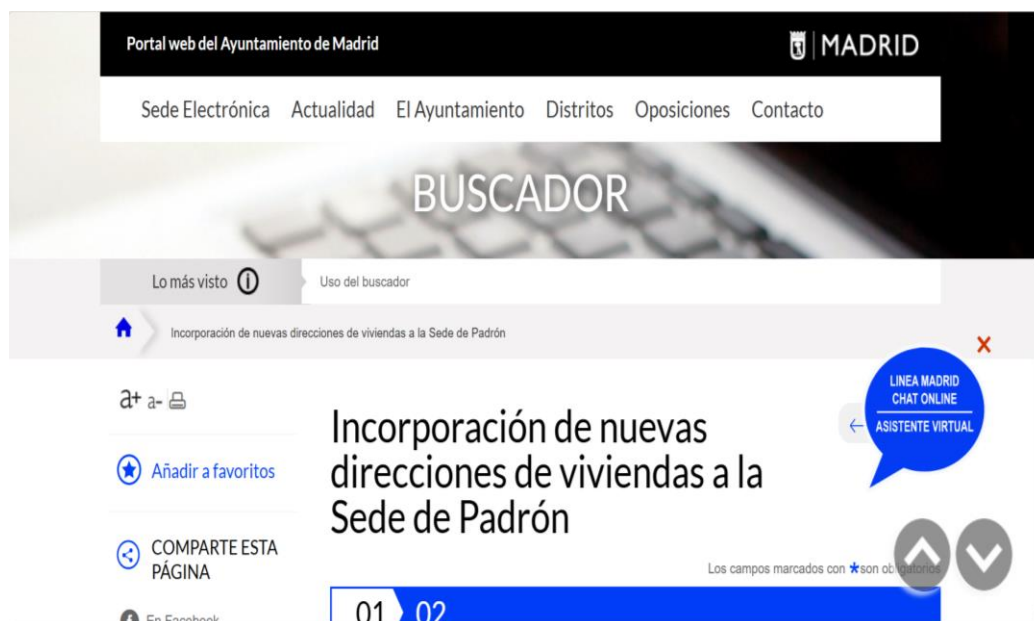 Portal web del Ayuntamiento de Madrid
MADRID
Sede Electrónica Actualidad El Ayuntamiento Distritos Oposiciones Contacto
BUSCADOR
Lo más visto
Uso del buscador
Incorporación de nuevas direcciones de viviendas a la Sede de Padrón
X
LINEA MADRID
CHAT ONLINE
ASISTENTE VIRTUAL
a+ a-
Incorporación de nuevas
direcciones de viviendas a la
Sede de Padrón
Añadir a favoritos
COMPARTE ESTA
PÁGINA
Los campos marcados con *son obligatorios
En Facebook
01 02